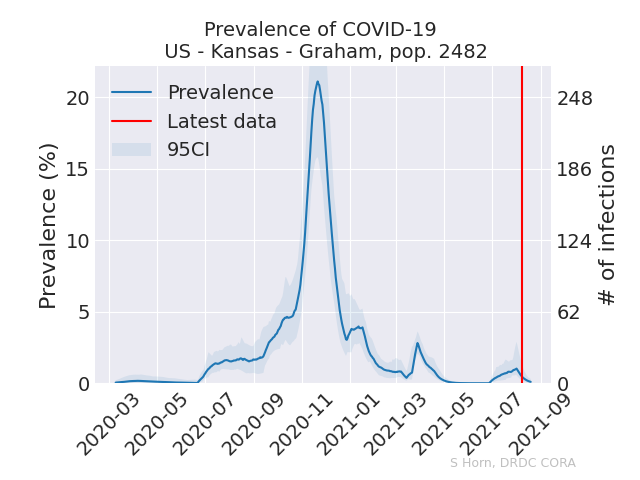 Prevalence of COVID-19
US - Kansas - Graham, pop. 2482
Prevalence
Latest data
95CI
Prevalence (%)
20
15
10
5
0
# of infections
248
186
124
62
0
2020-03
2020-05
2020-07
2020-09
2020-11
2021-01
2021-03
2021-05
2021-07
2021-09
S Horn, DRDC CORA